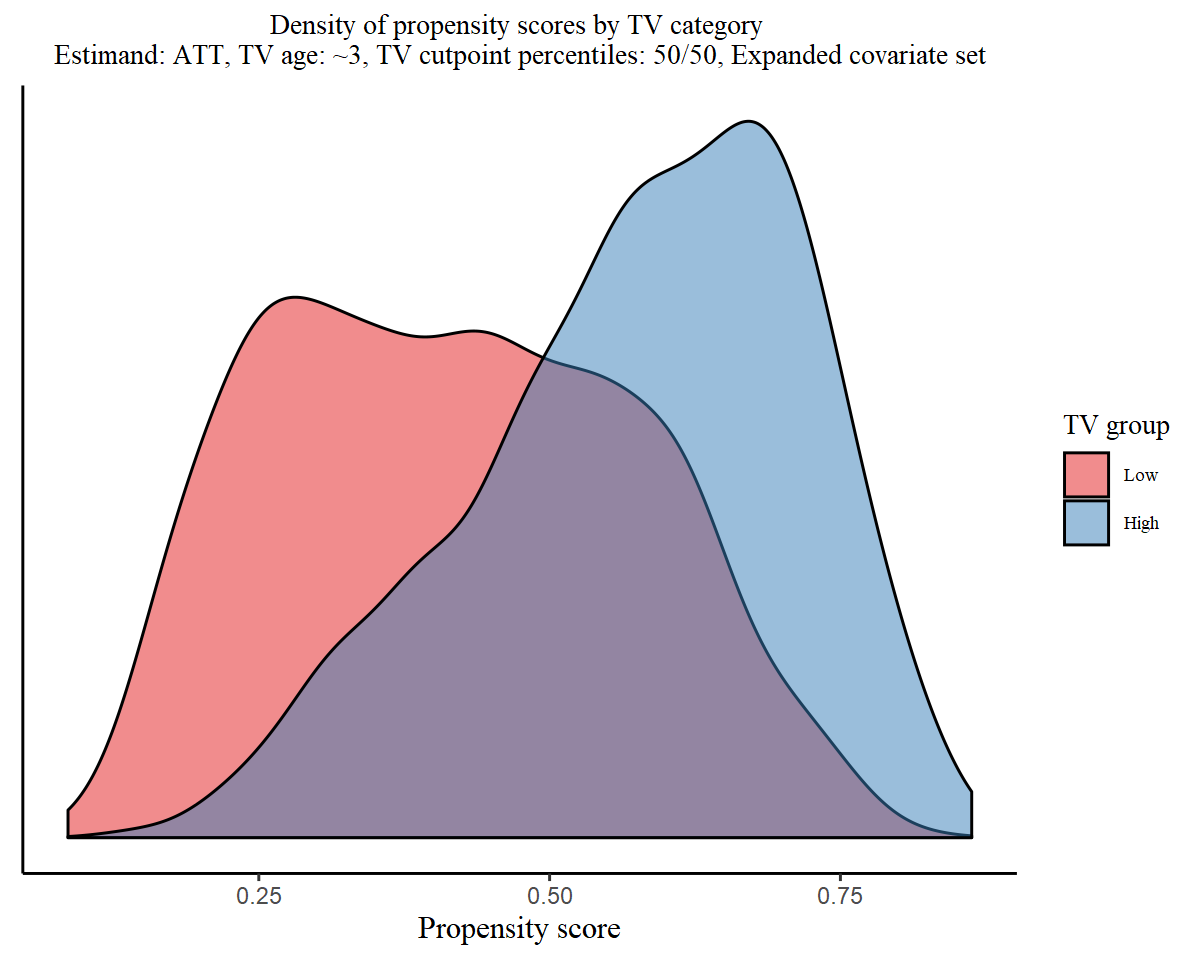 Density of propensity scores by TV category
Estimand: ATT, TV age: ~3, TV cutpoint percentiles: 50/50, Expanded covariate set
TV group
Low
High
0.25
0.50
0.75
Propensity score